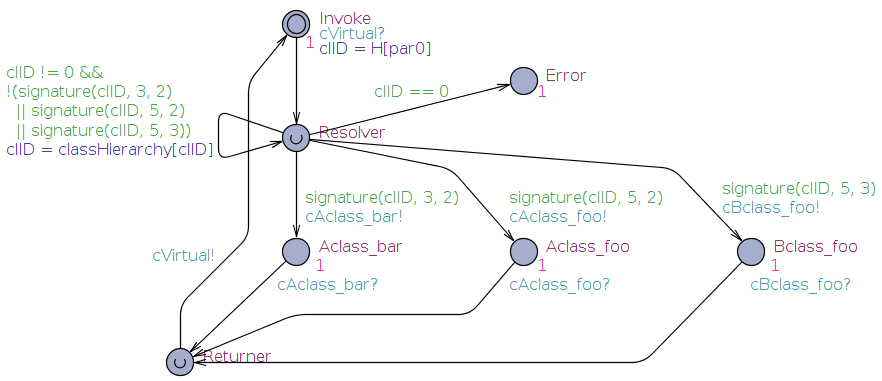 Invoke
cVirtual?
1
clID = H[par0]
clID != 0 &&
!(signature(clID, 3, 2)
|| signature(clID, 5, 2)
|| signature(clID, 5, 3))
clID = classHierarchy[clID]
clID == 0
Error
1
Resolver
signature(clID, 3, 2)
cAclass_bar!
signature(clID, 5, 2)
cAclass_foo!
signature(clID, 5, 3)
cBclass_foo!
cVirtual!
Aclass_bar
1
cAclass_bar?
Aclass_foo
1
cAclass_foo?
Bclass_foo
1
cBclass_foo?
Returner